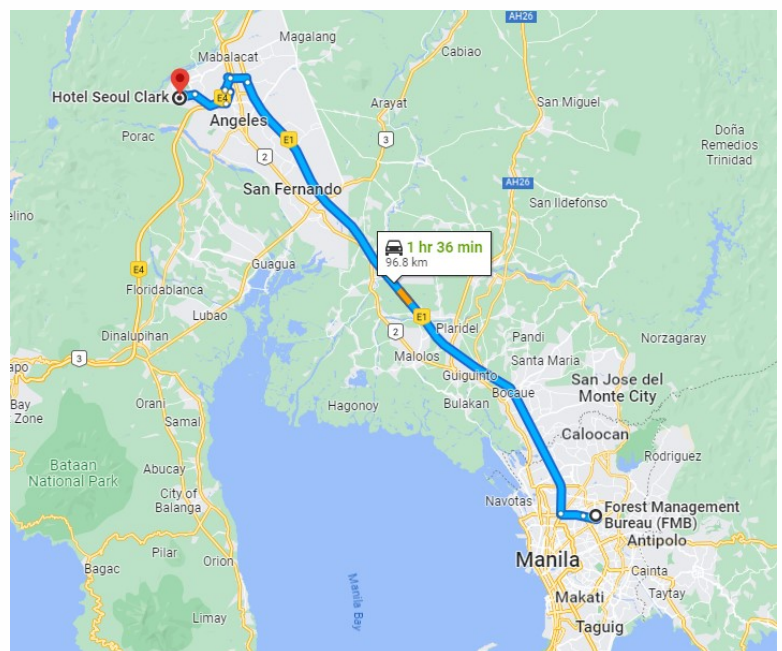 AH26
Magalang
Cabiao
Mabalacat
Hotel Seoul Clark
E4
Arayat
San Miguel
Angeles
Doña
Remedios
Trinidad
Porac
E1
3
2
AH26
San Fernando
San Ildefonso
elino
1 hr 36 min
96.8 km
Guagua
E4
Floridablanca
Lubao
E1
Plaridel
2
Pandi
Norzagaray
Dinalupihan
Malolos
Santa Maria
3
apo
Guiguinto
San Jose del
Monte City
Bay
Zone
Orani
Hagonoy
Bulakan
Bocaue
Samal
Caloocan
Rodriguez
Bataan
National Park
Abucay
City of
Balanga
Navotas
Forest Management
Bureau (FMB)
Antipolo
Pilar
Orion
Manila
Bagac
Cainta
Manila Bay
Makati
Taytay
Limay
Taguig